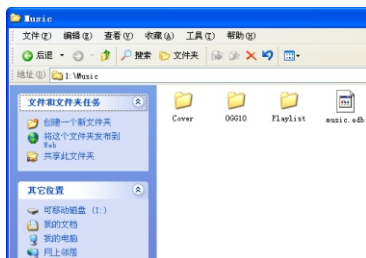 Music
文件(F) 编辑(E) 查看(V) 收藏(A) 工具(T) 帮助(H)
后退 搜索 文件夹
地址(D) I:\Music
文件和文件夹任务
创建一个新文件夹
将这个文件夹发布到
Web
共享此文件夹
其它位置
可移动磁盘 (I:)
我的文档
我的电脑
网上邻居
Cover OGG10 Playlist music.edb